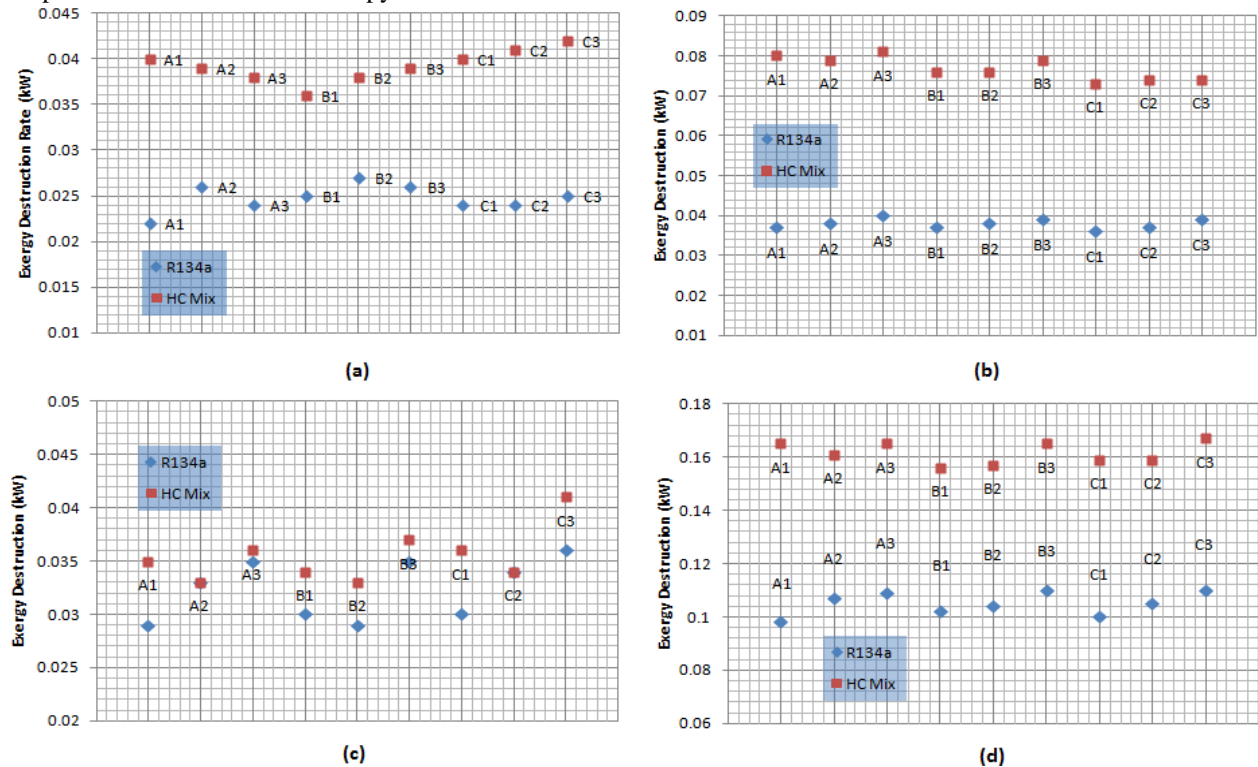 Exergy Destruction Rate (kW)
0.045
0.04
0.035
0.03
0.025
0.02
0.015
0.01
A1
A2
A3
B1
B2
B3
C1
C2
C3
A1
A2
A3
B1
B2
B3
C1
C2
C3
R134a
HC Mix
(a)
Exergy Destruction (kW)
0.09
0.08
0.07
0.06
0.05
0.04
0.03
0.02
0.01
A1
A2
A3
B1
B2
B3
C1
C2
C3
R134a
HC Mix
A1
A2
A3
B1
B2
B3
C1
C2
C3
(b)
Exergy Destruction (kW)
0.05
0.045
0.04
0.035
0.03
0.025
0.02
R134a
HC Mix
A1
A2
A3
B1
B2
B3
C1
C2
C3
(c)
Exergy Destruction (kW)
0.18
0.16
0.14
0.12
0.1
0.08
0.06
A1
A2
A3
B1
B2
B3
C1
C2
C3
A1
A2
A3
B1
B2
B3
C1
C2
C3
R134a
HC Mix
(d)